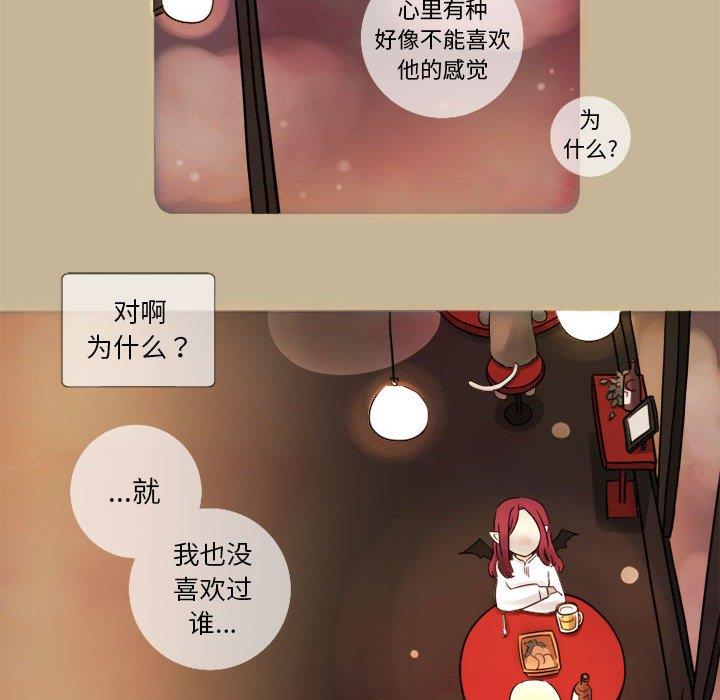 心里有种
好像不能喜欢
他的感觉
为
什么?
对啊
为什么？
...就
我也没
喜欢过
谁...